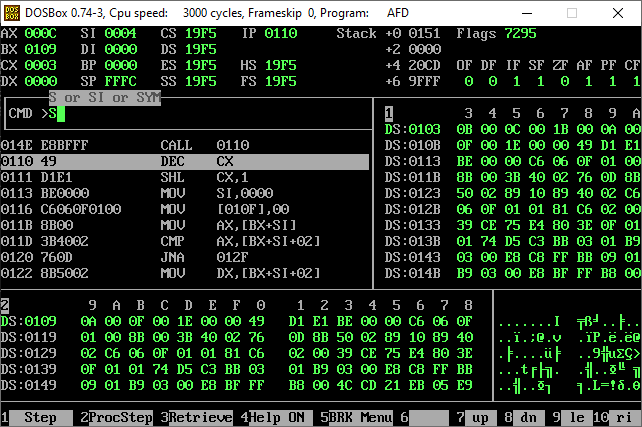 DOSBox 0.74-3, Cpu speed: 3000 cycles, Frameskip 0, Program: AFD
AX 000C SI 0004 CS 19F5 IP 0110 Stack +0 0151 Flags 7295
BX 0109 DI 0000 DS 19F5 +2 0000
CX 0003 BP 0000 ES 19F5 HS 19F5 +4 20CD OF DF IF SF ZF AF PF CF
DX 0000 SP FFFC SS 19F5 FS 19F5 +6 9FFF 0 0 1 0 0 1 1 1
S or SI or SYM
CMD >S
1 3 4 5 6 7 8 9 A
DS:0103 0B 00 0C 00 1B 00 0A 00
014E E8BFFF CALL 0110 DS:010B 0F 00 1E 00 00 49 D1 E1
0110 49 DEC CX DS:0113 BE 00 00 C6 06 0F 01 00
0111 D1E1 SHL CX,1 DS:011B 8B 00 3B 40 02 76 0D 8B
0113 BE0000 MOV SI,0000 DS:0123 50 02 89 10 89 40 02 C6
0116 C6060F0100 MOV [010F],00 DS:012B 06 0F 01 01 81 C6 02 00
011B 8B00 MOV AX,[BX+SI] DS:0133 39 CE 75 E4 80 3E 0F 01
011D 3B4002 CMP AX,[BX+SI+02] DS:013B 01 74 D5 C3 BB 03 01 B9
0120 760D JNA 012F DS:0143 03 00 E8 C8 FF BB 09 01
0122 8B5002 MOV DX,[BX+SI+02] DS:014B B9 03 00 E8 BF FF B8 00
2 9 A B C D E F 0 1 2 3 4 5 6 7 8
DS:0109 0A 00 0F 00 1E 00 00 49 D1 E1 BE 00 00 C6 06 0F .......I ╤ß╛..╞..
DS:0119 01 00 8B 00 3B 40 02 76 0D 8B 50 02 89 10 89 40 ..ï.;@.v .ïP.ë.ë@
DS:0129 02 C6 06 0F 01 01 81 C6 02 00 39 CE 75 E4 80 3E .╞....ü╞ ..9╬uΣÇ>
DS:0139 0F 01 01 74 D5 C3 BB 03 01 B9 03 00 E8 C8 FF BB ...t╒├╗. .╣..Φ╚ ╗
DS:0149 09 01 B9 03 00 E8 BF FF B8 00 4C CD 21 EB 05 E9 ..╣..Φ┐ ╕.L═!δ.Θ
1 Step 2 ProcStep 3 Retrieve 4 Help ON 5 BRK Menu 6 7 up 8 dn 9 le 10 ri